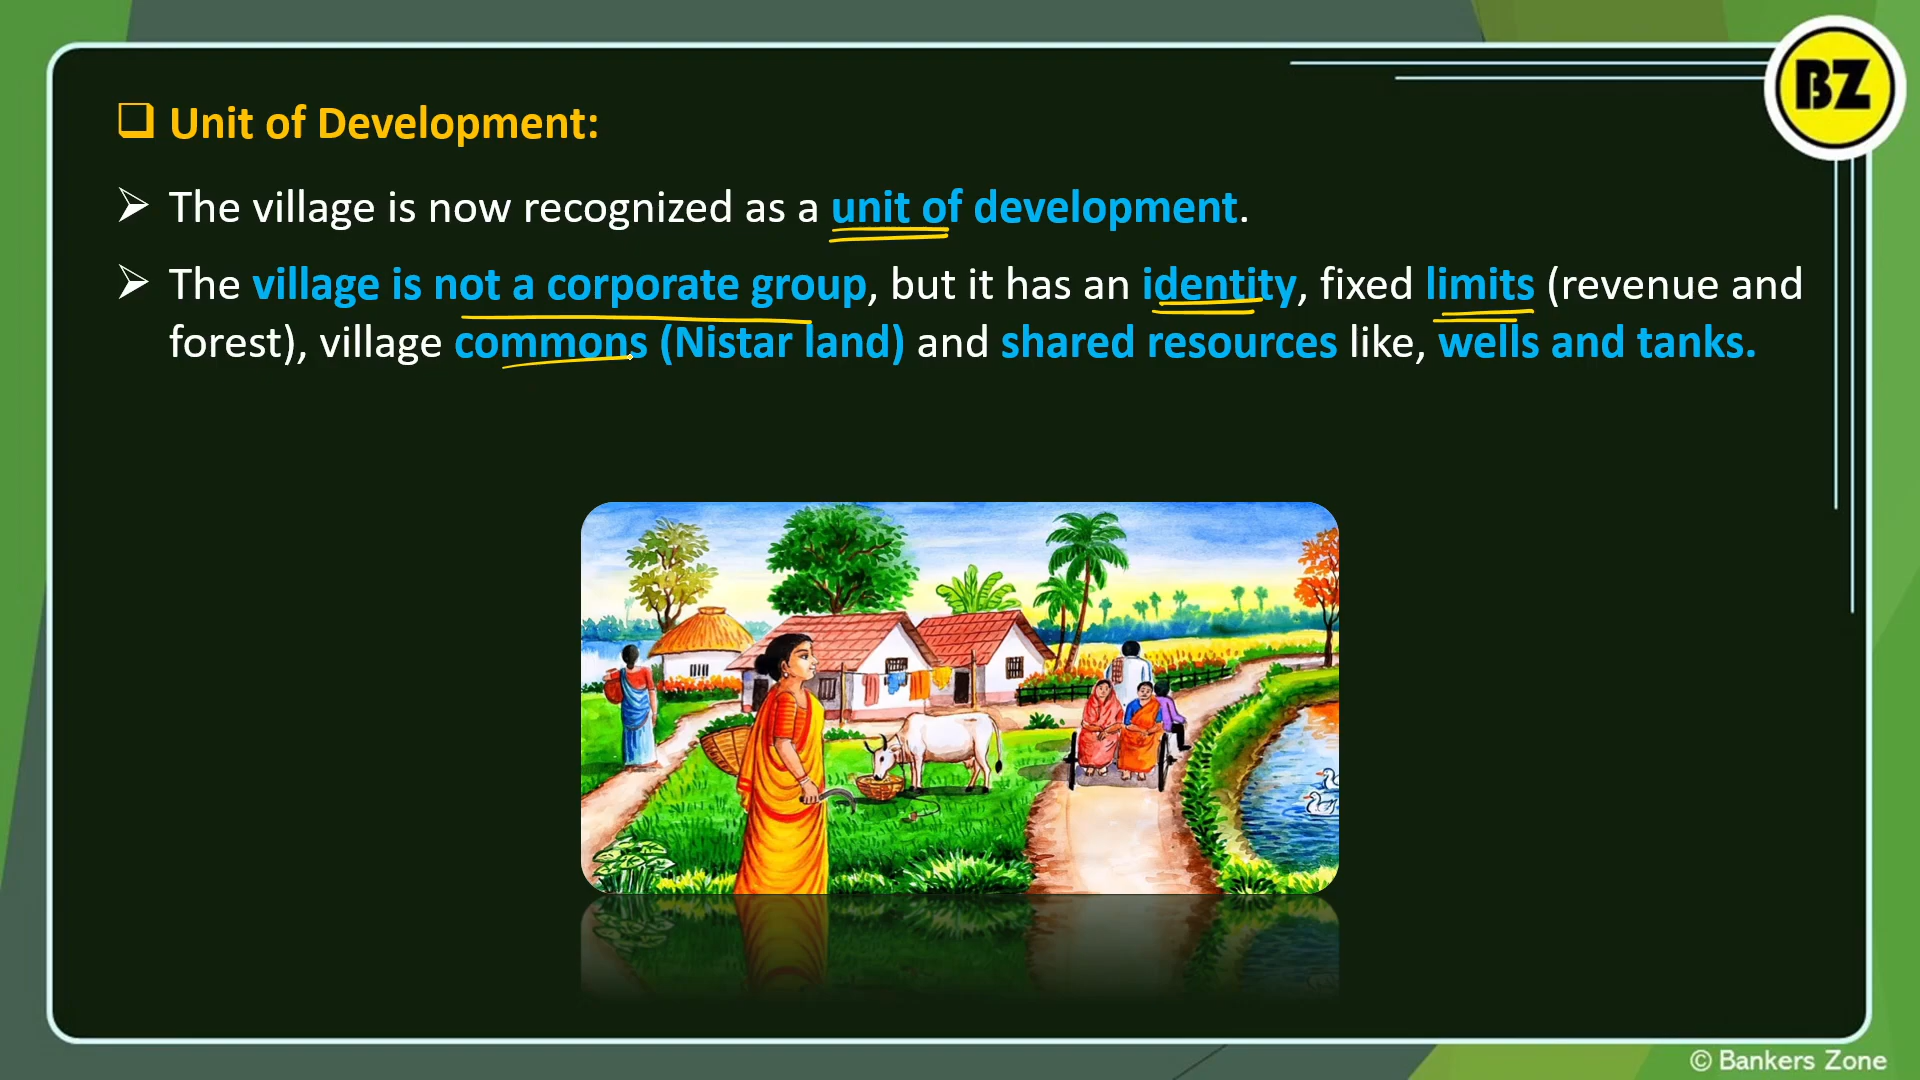 BZ
Unit of Development:
The village is now recognized as a unit of development.
The village is not a corporate group, but it has an identity, fixed limits (revenue and
forest), village commons (Nistar land) and shared resources like, wells and tanks.
© Bankers Zone